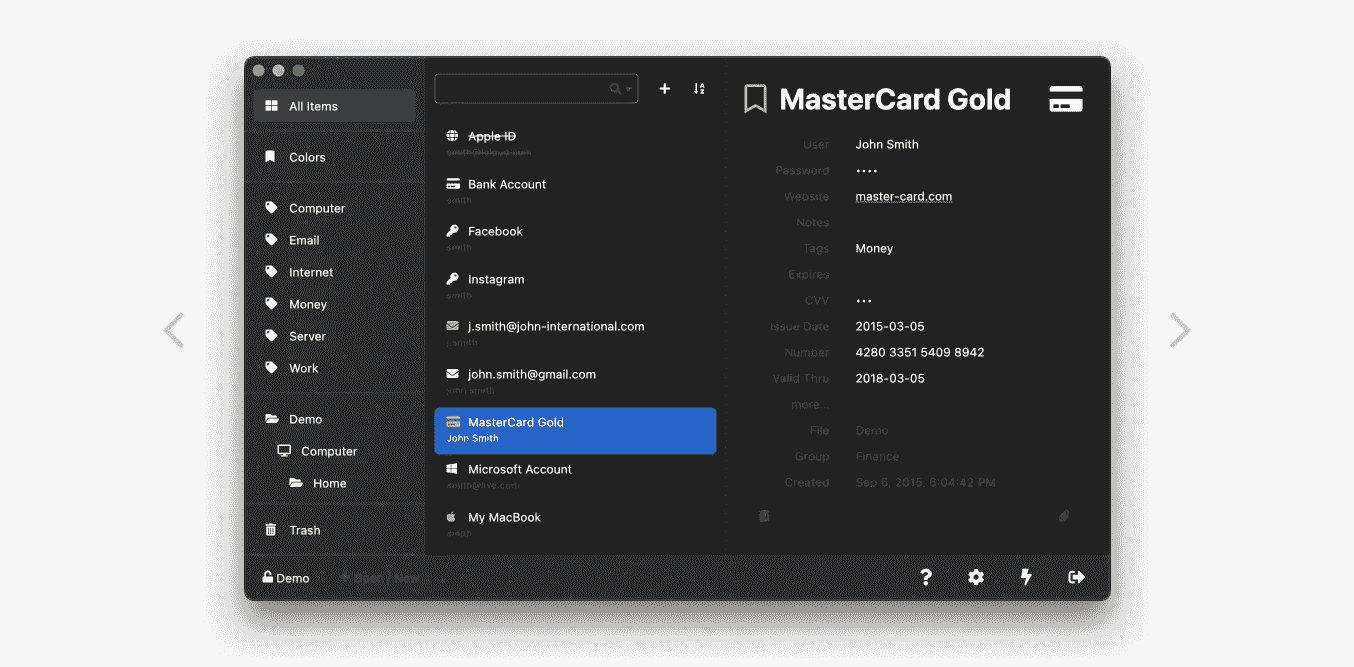 All Items
Colors
Computer
Email
Internet
Money
Server
Work
Demo
Computer
Home
Trash
Apple ID
smith@icloud.com
Bank Account
smith
Facebook
smith
Instagram
smith
j.smith@john-international.com
j.smith
john.smith@gmail.com
john.smith
MasterCard Gold
John Smith
Microsoft Account
smith@live.com
My MacBook
smith
MasterCard Gold
User John Smith
Password ••••
Website master-card.com
Notes
Tags Money
Expires
CVV •••
Issue Date 2015-03-05
Number 4280 3351 5409 8942
Valid Thru 2018-03-05
more...
File Demo
Group Finance
Created Sep 6, 2015, 6:04:42 PM
Demo
+ Open / New
?